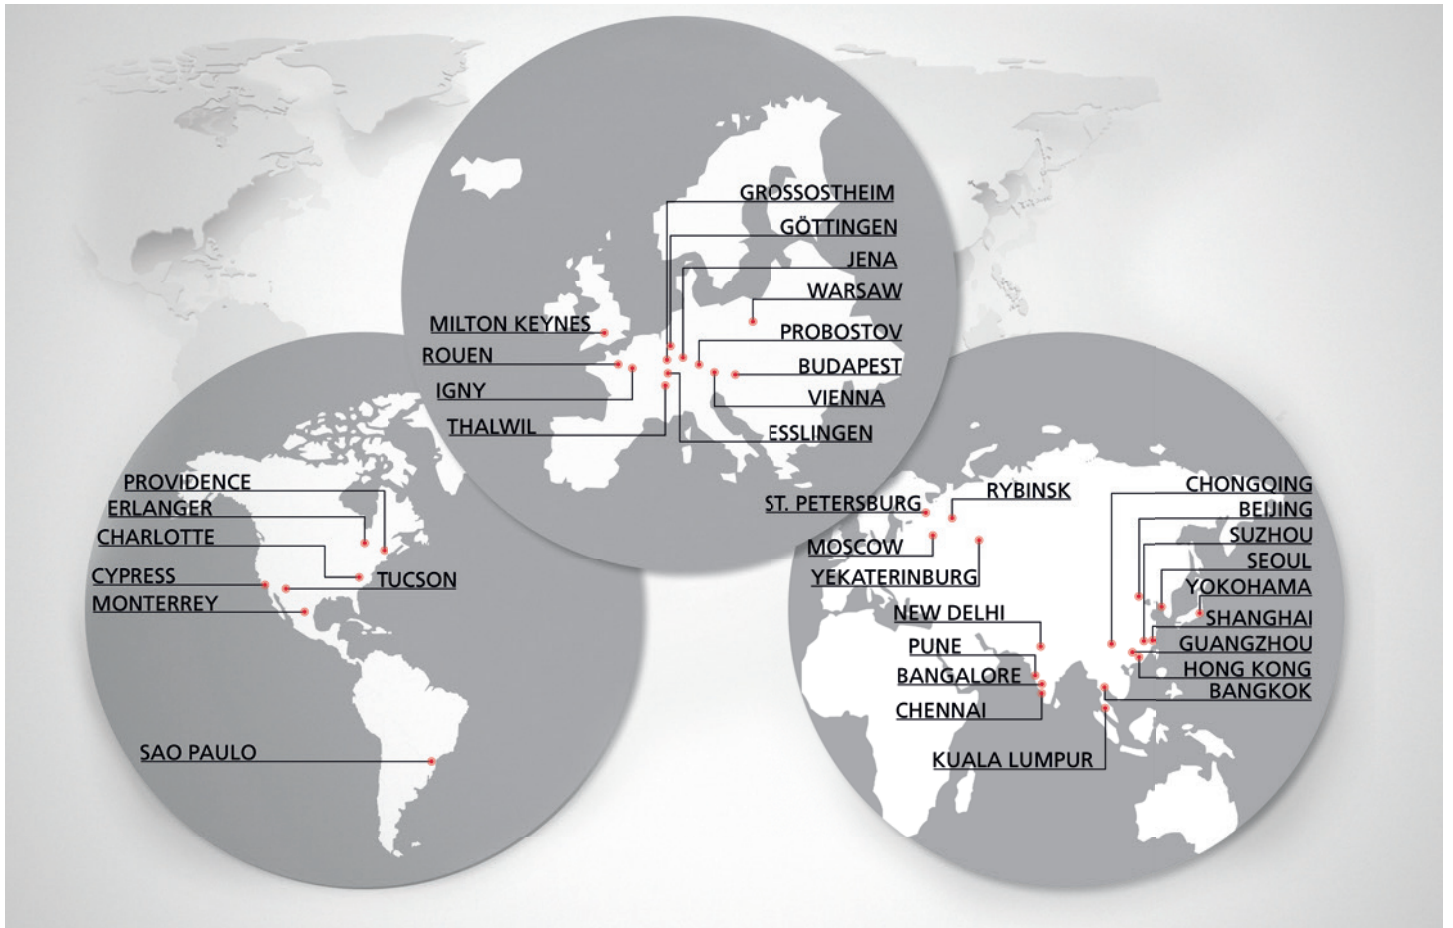 GROSSOSTHEIM
GÖTTINGEN
JENA
WARSAW
MILTON KEYNES
PROBOSTOV
ROUEN
BUDAPEST
IGNY
VIENNA
THALWIL
ESSLINGEN
PROVIDENCE
ERLANGER
CHARLOTTE
CYPRESS
TUCSON
MONTERREY
SAO PAULO
ST. PETERSBURG
RYBINSK
MOSCOW
YEKATERINBURG
NEW DELHI
PUNE
BANGALORE
CHENNAI
KUALA LUMPUR
CHONGQING
BEIJING
SUZHOU
SEOUL
YOKOHAMA
SHANGHAI
GUANGZHOU
HONG KONG
BANGKOK